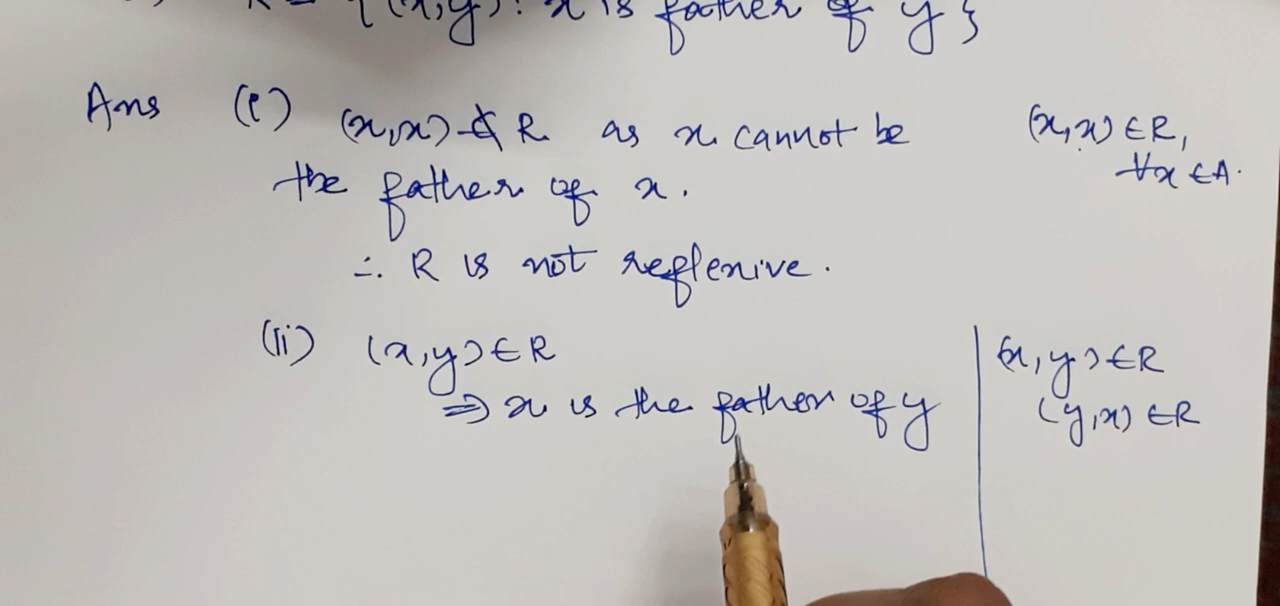 R = {(x,y): x is father of y}
Ans (i) (x,x) ∉ R as x cannot be
the father of x.
∴ R is not reflexive.
(x,x) ∈ R,
∀x ∈ A.
(ii) (x,y) ∈ R
⇒ x is the father of y
(x,y) ∈ R
(y,x) ∈ R